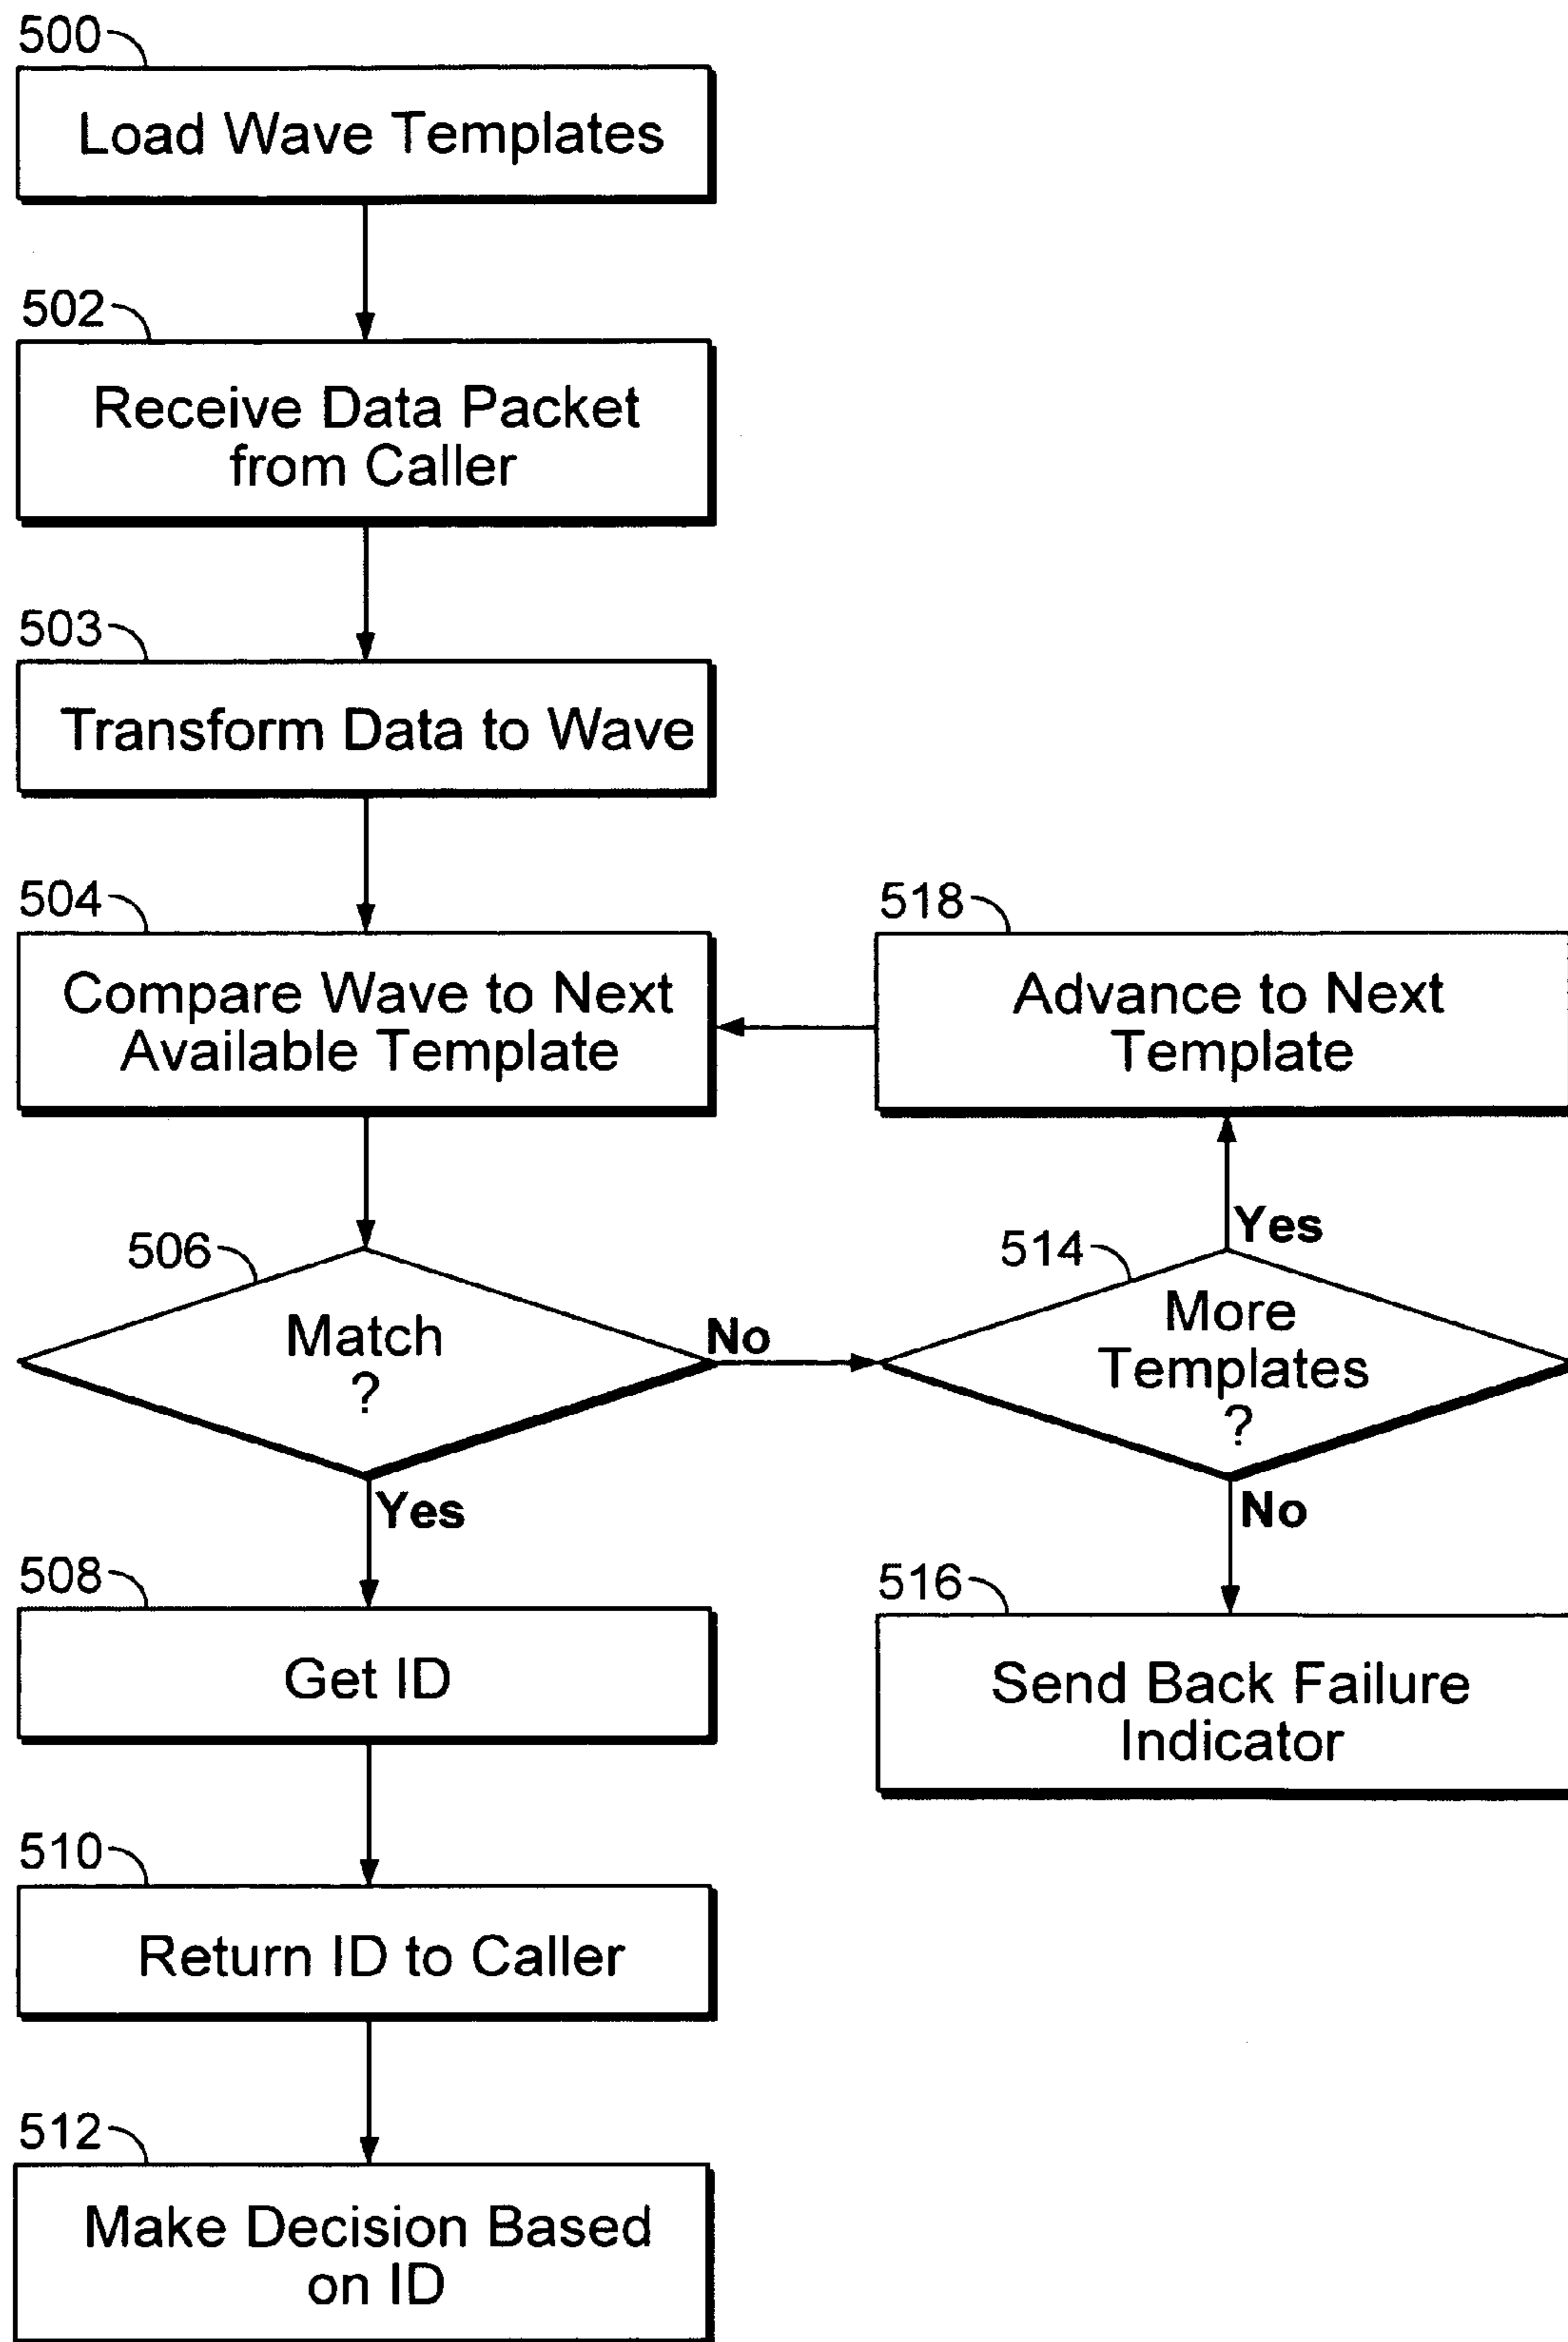 500
Load Wave Templates
502
Receive Data Packet
from Caller
503
Transform Data to Wave
504
Compare Wave to Next
Available Template
518
Advance to Next
Template
506
Match
?
No
Yes
514
More
Templates
?
Yes
No
508
Get ID
516
Send Back Failure
Indicator
510
Return ID to Caller
512
Make Decision Based
on ID